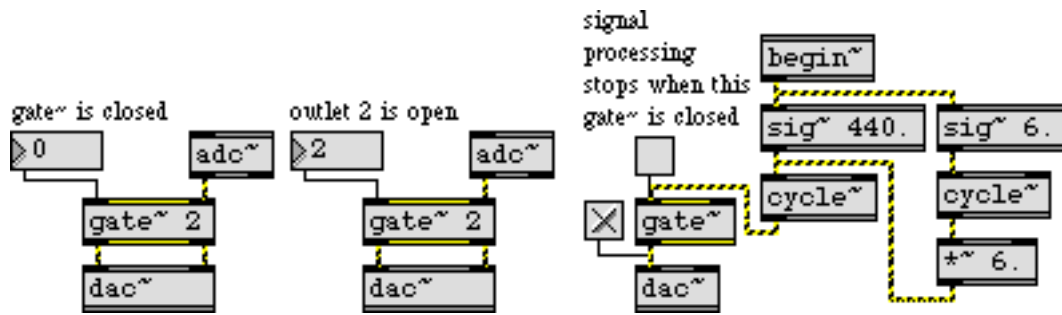 gate~ is closed
0
adc~
gate~ 2
dac~
outlet 2 is open
2
adc~
gate~ 2
dac~
signal
processing
stops when this
gate~ is closed
gate~
dac~
begin~
sig~ 440.
cycle~
sig~ 6.
cycle~
*~ 6.